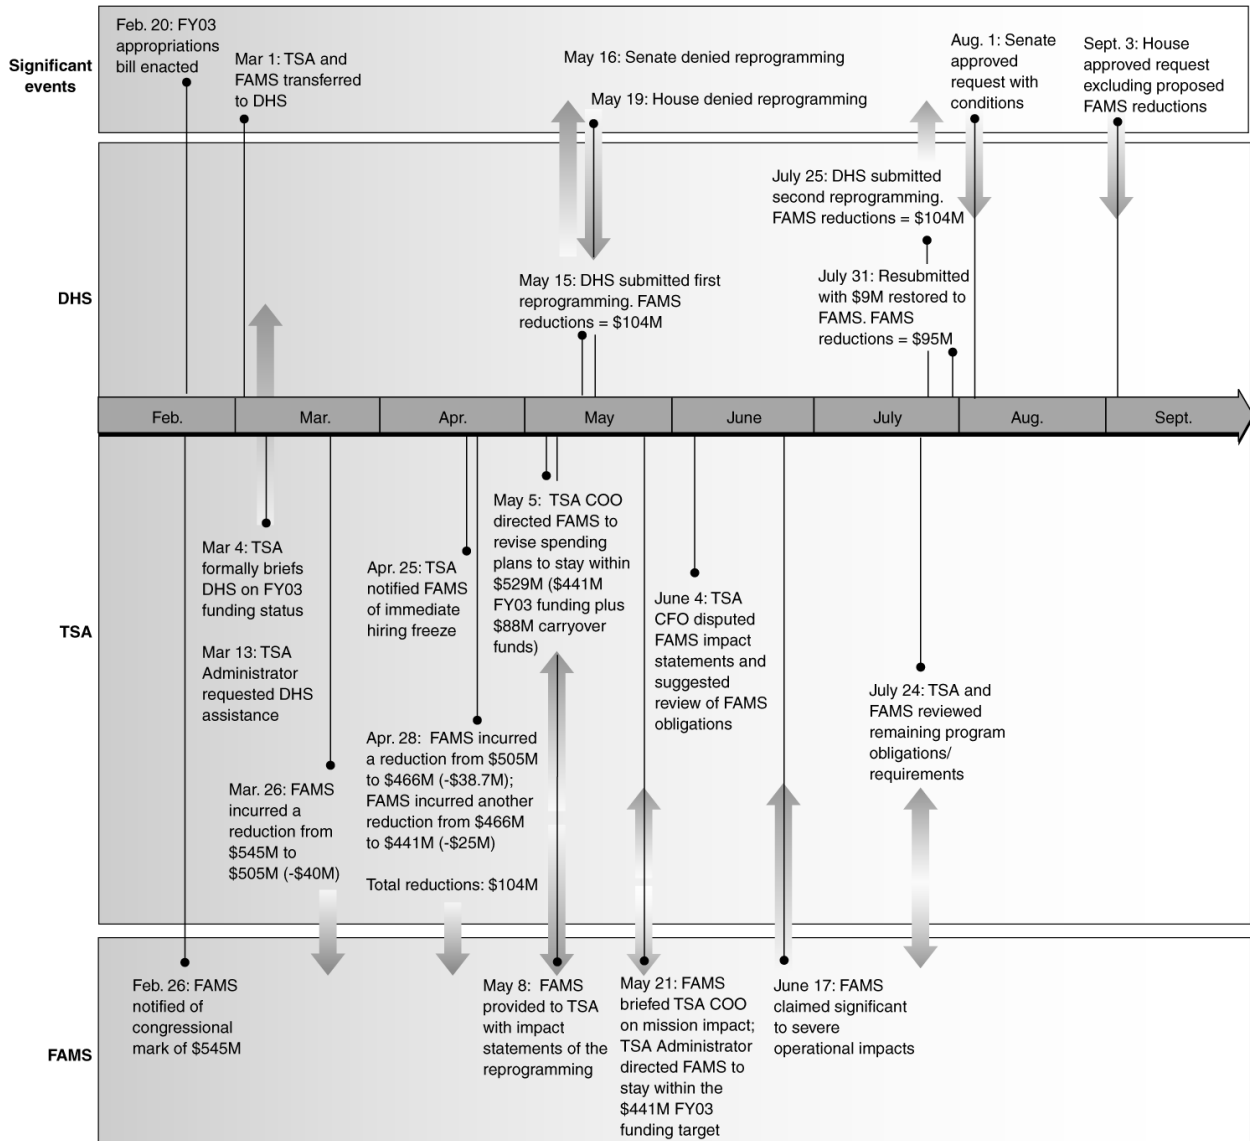 Significant
events
Feb. 20: FY03
appropriations
bill enacted
Mar 1: TSA and
FAMS transferred
to DHS
May 16: Senate denied reprogramming
May 19: House denied reprogramming
Aug. 1: Senate
approved
request with
conditions
Sept. 3: House
approved request
excluding proposed
FAMS reductions
DHS
May 15: DHS submitted first
reprogramming. FAMS
reductions = $104M
July 25: DHS submitted
second reprogramming.
FAMS reductions = $104M
July 31: Resubmitted
with $9M restored to
FAMS. FAMS
reductions = $95M
Feb.
Mar.
Apr.
May
June
July
Aug.
Sept.
TSA
Mar 4: TSA
formally briefs
DHS on FY03
funding status
Mar 13: TSA
Administrator
requested DHS
assistance
Mar. 26: FAMS
incurred a
reduction from
$545M to
$505M (-$40M)
Apr. 25: TSA
notified FAMS
of immediate
hiring freeze
Apr. 28: FAMS incurred
a reduction from $505M
to $466M (-$38.7M);
FAMS incurred another
reduction from $466M
to $441M (-$25M)
Total reductions: $104M
May 5: TSA COO
directed FAMS to
revise spending
plans to stay within
$529M ($441M
FY03 funding plus
$88M carryover
funds)
June 4: TSA
CFO disputed
FAMS impact
statements and
suggested
review of FAMS
obligations
July 24: TSA and
FAMS reviewed
remaining program
obligations/
requirements
FAMS
Feb. 26: FAMS
notified of
congressional
mark of $545M
May 8: FAMS
provided to TSA
with impact
statements of the
reprogramming
May 21: FAMS
briefed TSA COO
on mission impact;
TSA Administrator
directed FAMS to
stay within the
$441M FY03
funding target
June 17: FAMS
claimed significant
to severe
operational impacts